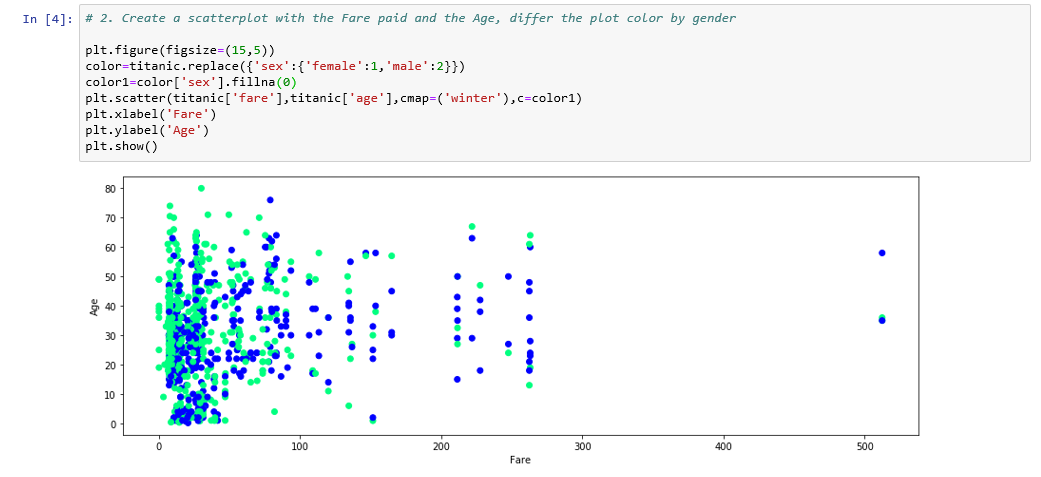 In [4]:
# 2. Create a scatterplot with the Fare paid and the Age, differ the plot color by gender
plt.figure(figsize=(15,5))
color=titanic.replace({'sex':{'female':1,'male':2}})
color1=color['sex'].fillna(0)
plt.scatter(titanic['fare'],titanic['age'],cmap=('winter'),c=color1)
plt.xlabel('Fare')
plt.ylabel('Age')
plt.show()
80
70
60
50
40
30
20
10
0
Age
0 100 200 300 400 500
Fare